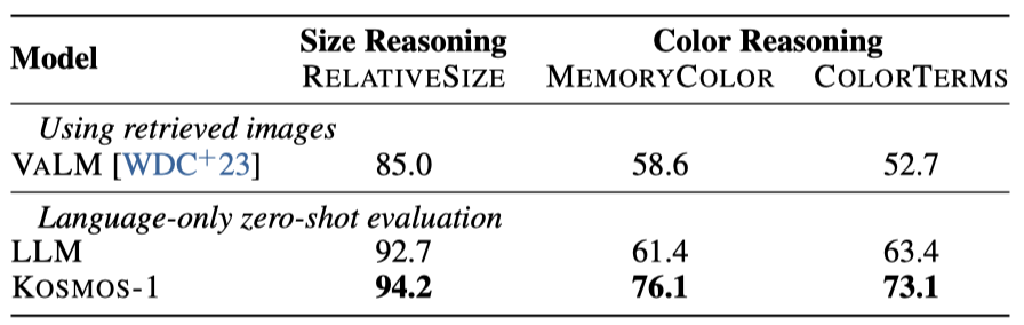 Model Size Reasoning Color Reasoning
RELATIVESIZE MEMORYCOLOR COLORTERMS
Using retrieved images
VALM [WDC+23] 85.0 58.6 52.7
Language-only zero-shot evaluation
LLM 92.7 61.4 63.4
KOSMOS-1 94.2 76.1 73.1